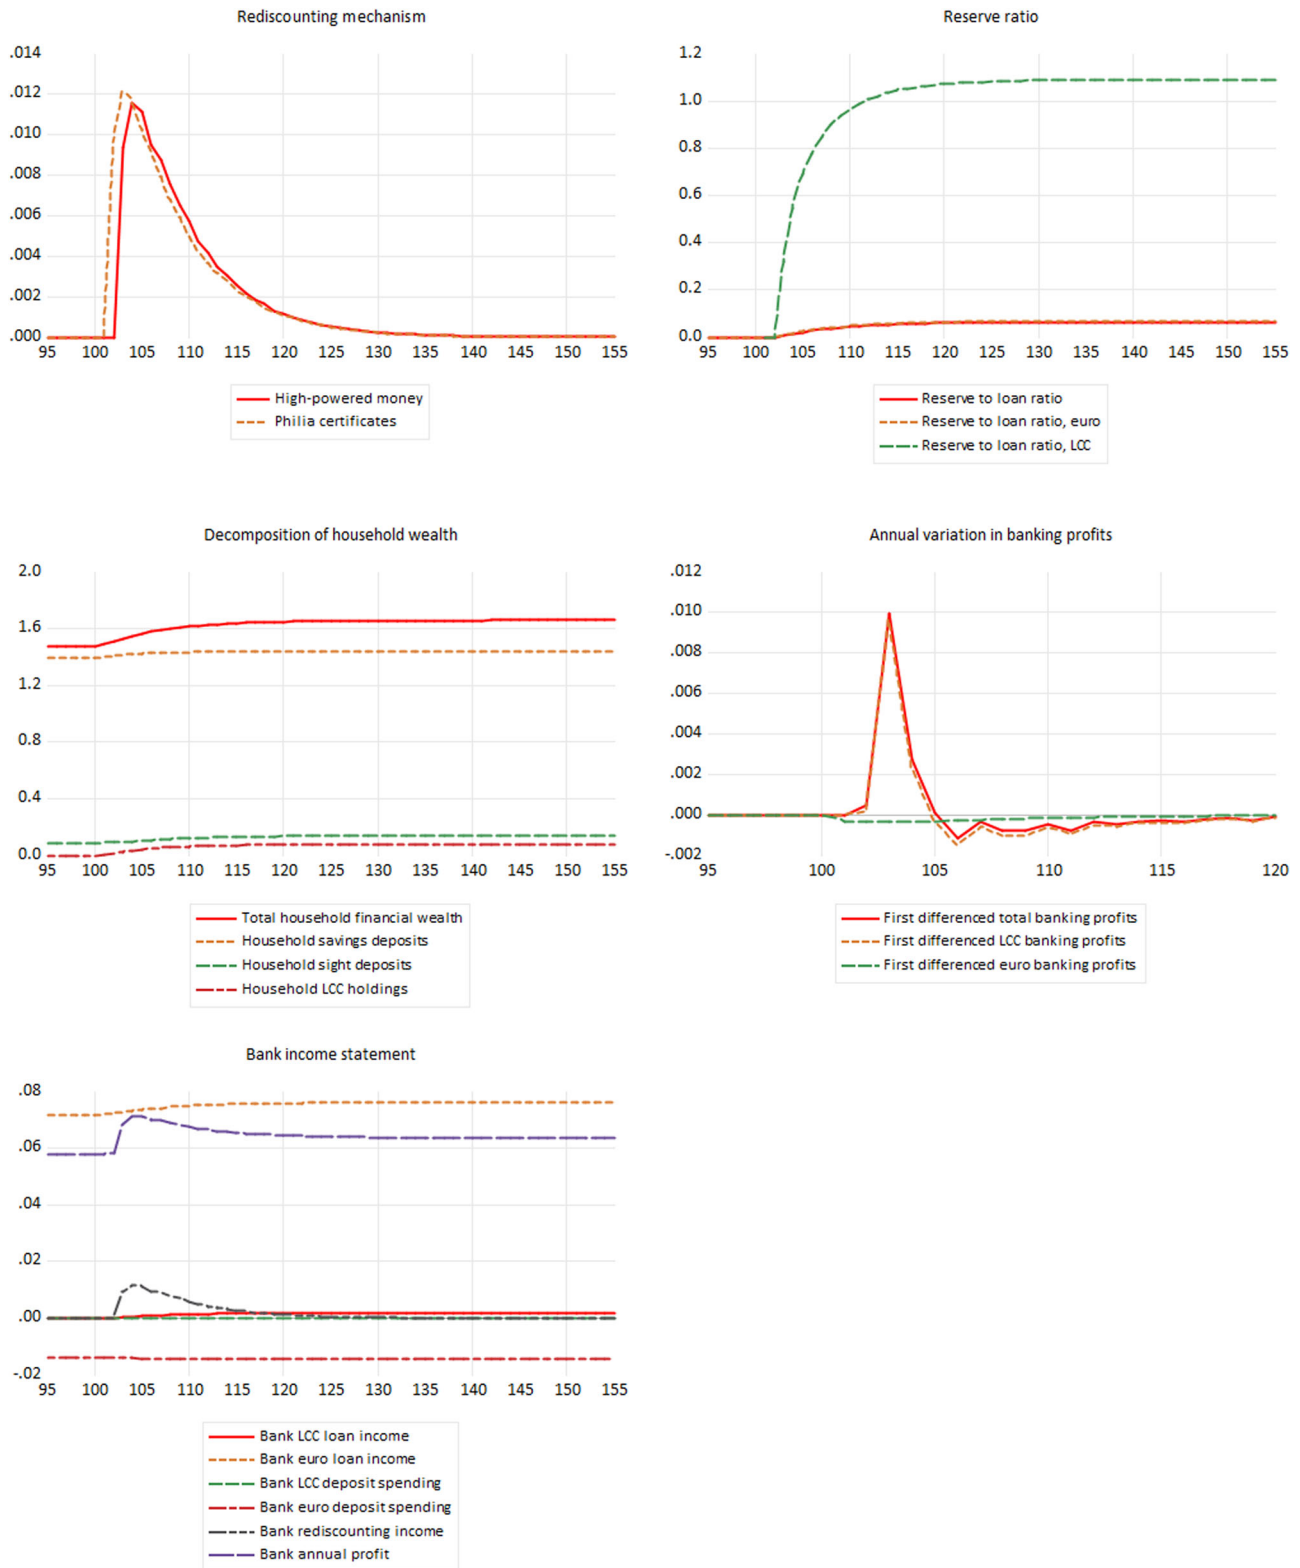 Rediscounting mechanism
.014
.012
.010
.008
.006
.004
.002
.000
95 100 105 110 115 120 125 130 135 140 145 150 155
High-powered money
Philia certificates
Reserve ratio
1.2
1.0
0.8
0.6
0.4
0.2
0.0
95 100 105 110 115 120 125 130 135 140 145 150 155
Reserve to loan ratio
Reserve to loan ratio, euro
Reserve to loan ratio, LCC
Decomposition of household wealth
2.0
1.6
1.2
0.8
0.4
0.0
95 100 105 110 115 120 125 130 135 140 145 150 155
Total household financial wealth
Household savings deposits
Household sight deposits
Household LCC holdings
Annual variation in banking profits
.012
.010
.008
.006
.004
.002
.000
-.002
95 100 105 110 115 120
First differenced total banking profits
First differenced LCC banking profits
First differenced euro banking profits
Bank income statement
.08
.06
.04
.02
.00
-.02
95 100 105 110 115 120 125 130 135 140 145 150 155
Bank LCC loan income
Bank euro loan income
Bank LCC deposit spending
Bank euro deposit spending
Bank rediscounting income
Bank annual profit